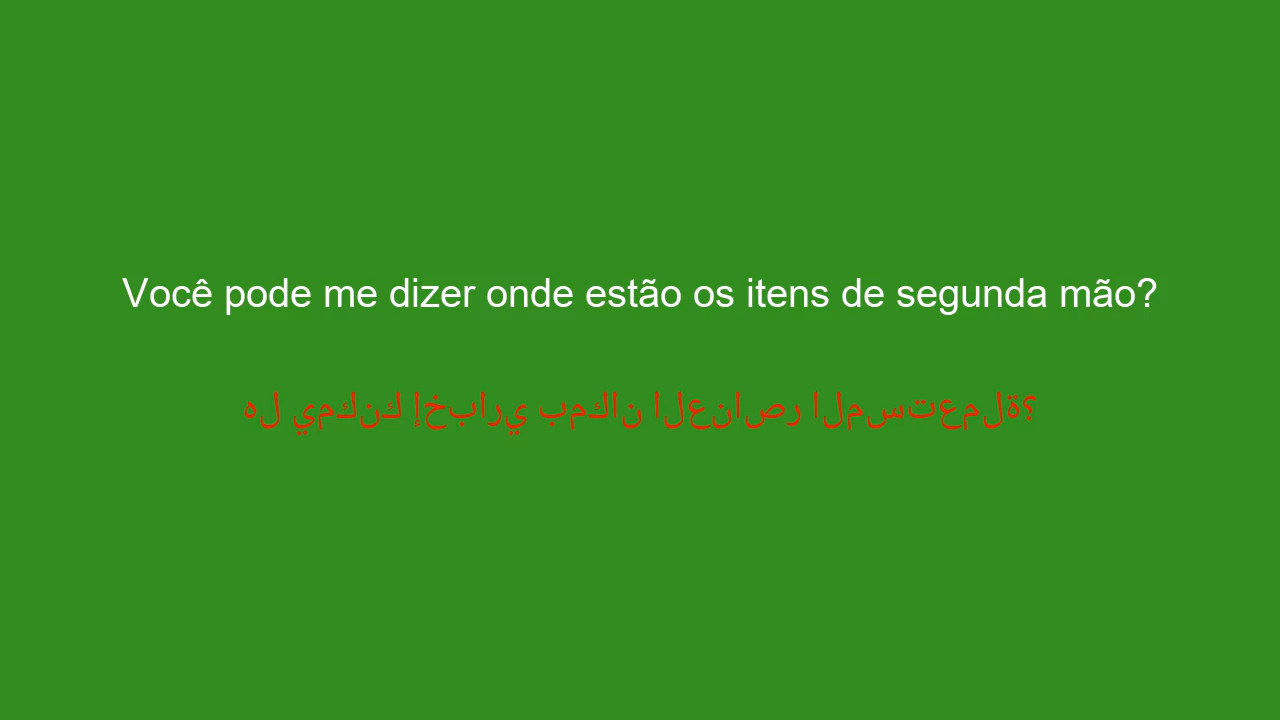 Você pode me dizer onde estão os itens de segunda mão?
هل يمكنك إخباري بمكان العناصر المستعملة؟